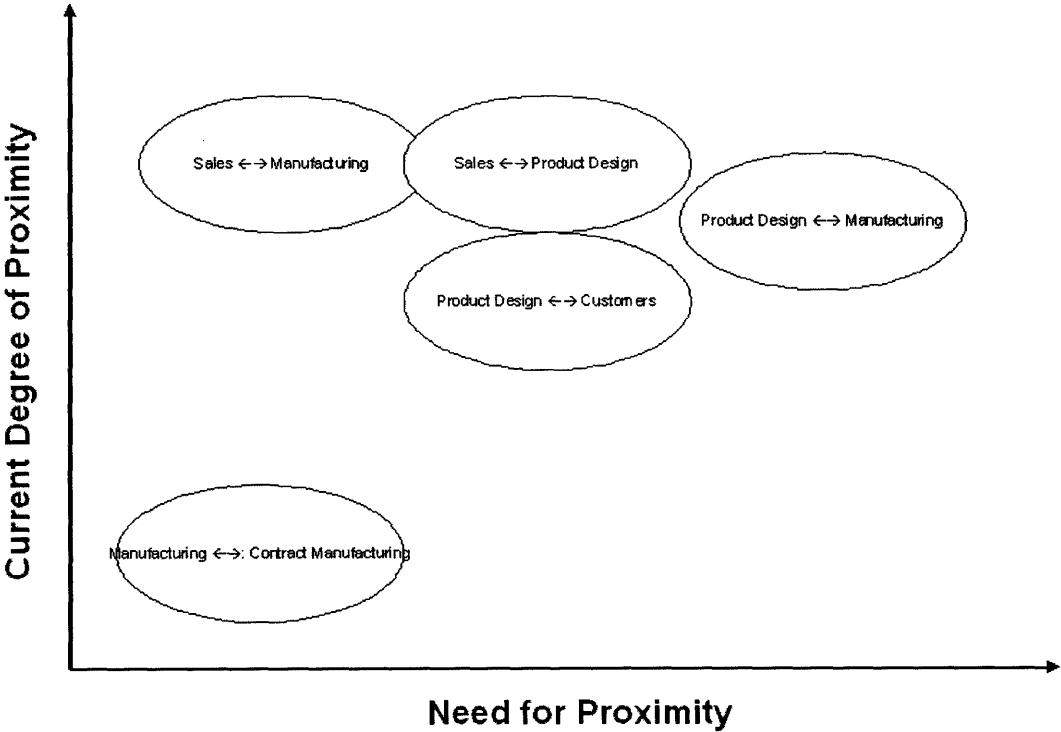 Current Degree of Proximity
Sales ←→ Manufacturing
Sales ←→ Product Design
Product Design ←→ Manufacturing
Product Design ←→ Customers
Manufacturing ←→: Contract Manufacturing
Need for Proximity